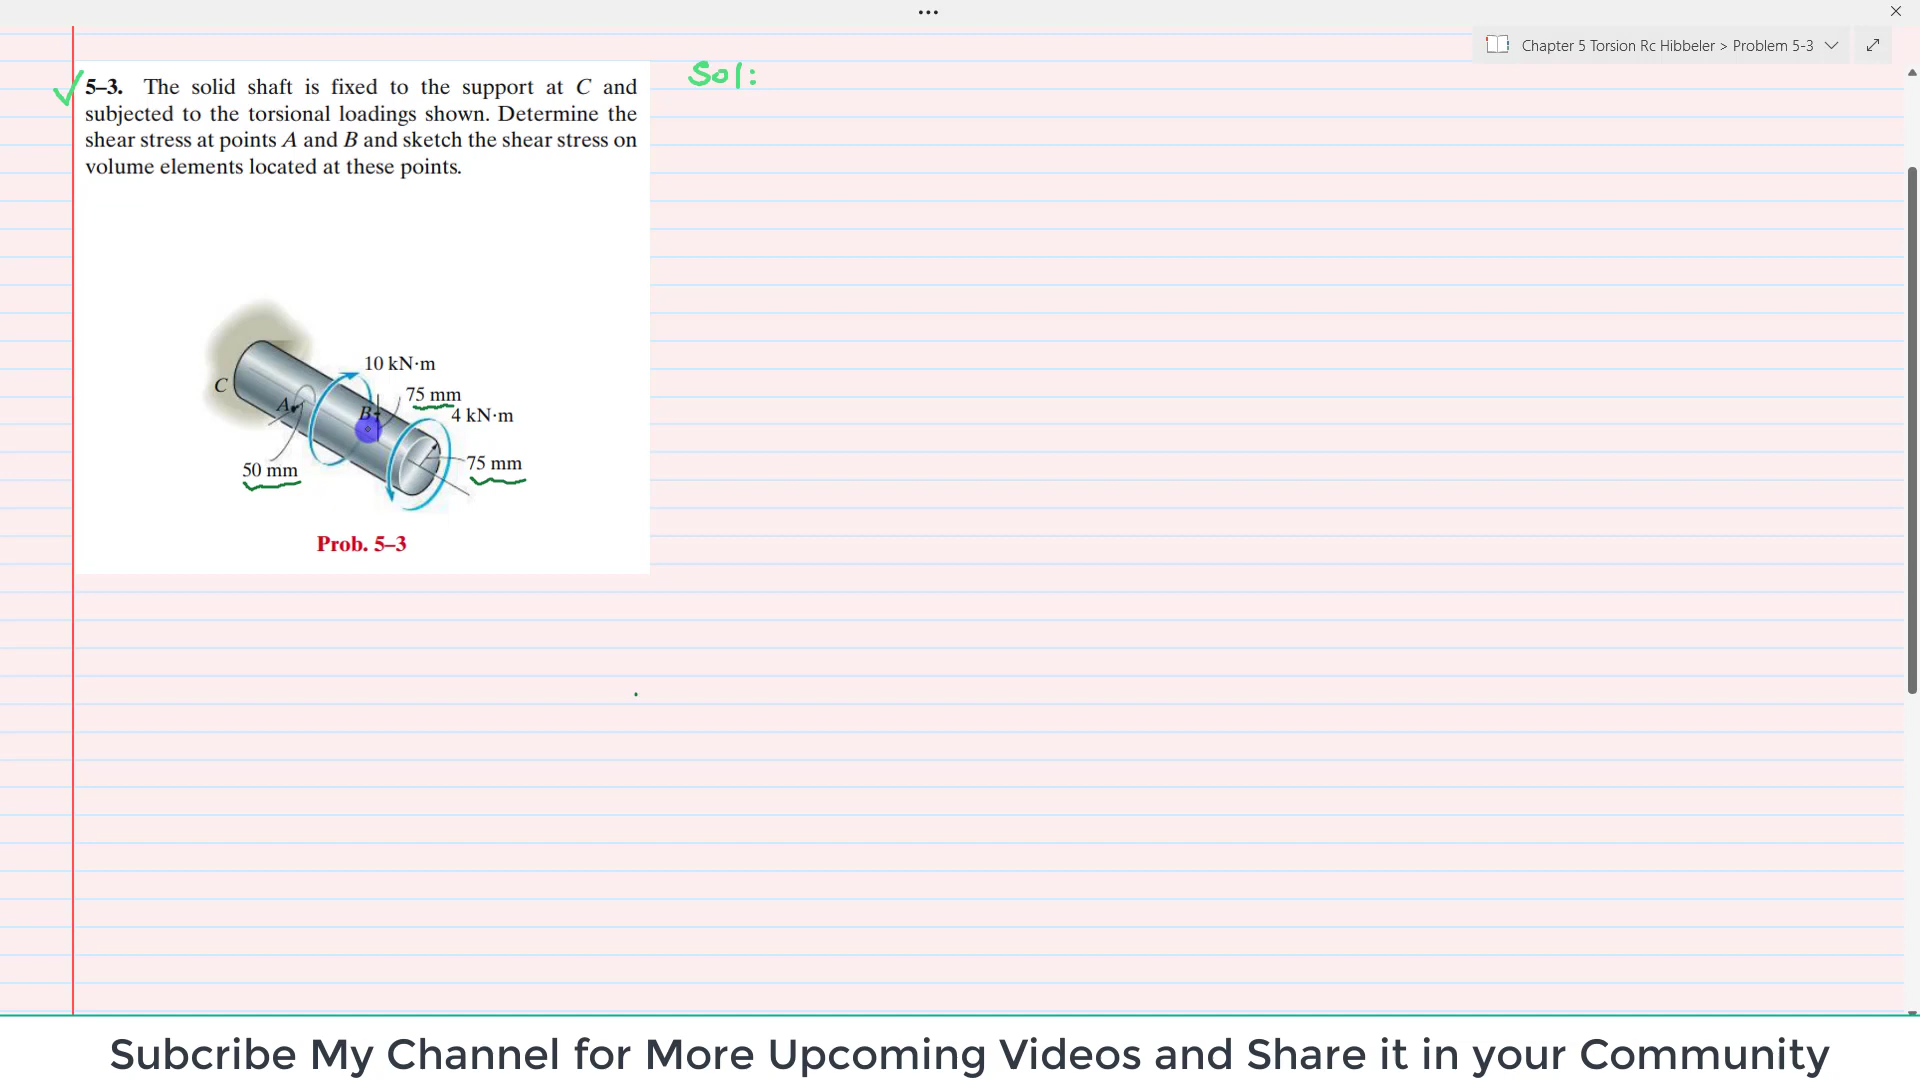 Chapter 5 Torsion Rc Hibbeler > Problem 5-3
Sol:
5–3. The solid shaft is fixed to the support at C and
subjected to the torsional loadings shown. Determine the
shear stress at points A and B and sketch the shear stress on
volume elements located at these points.
10 kN·m
C
75 mm
A
B
4 kN·m
75 mm
50 mm
Prob. 5–3
Subcribe My Channel for More Upcoming Videos and Share it in your Community